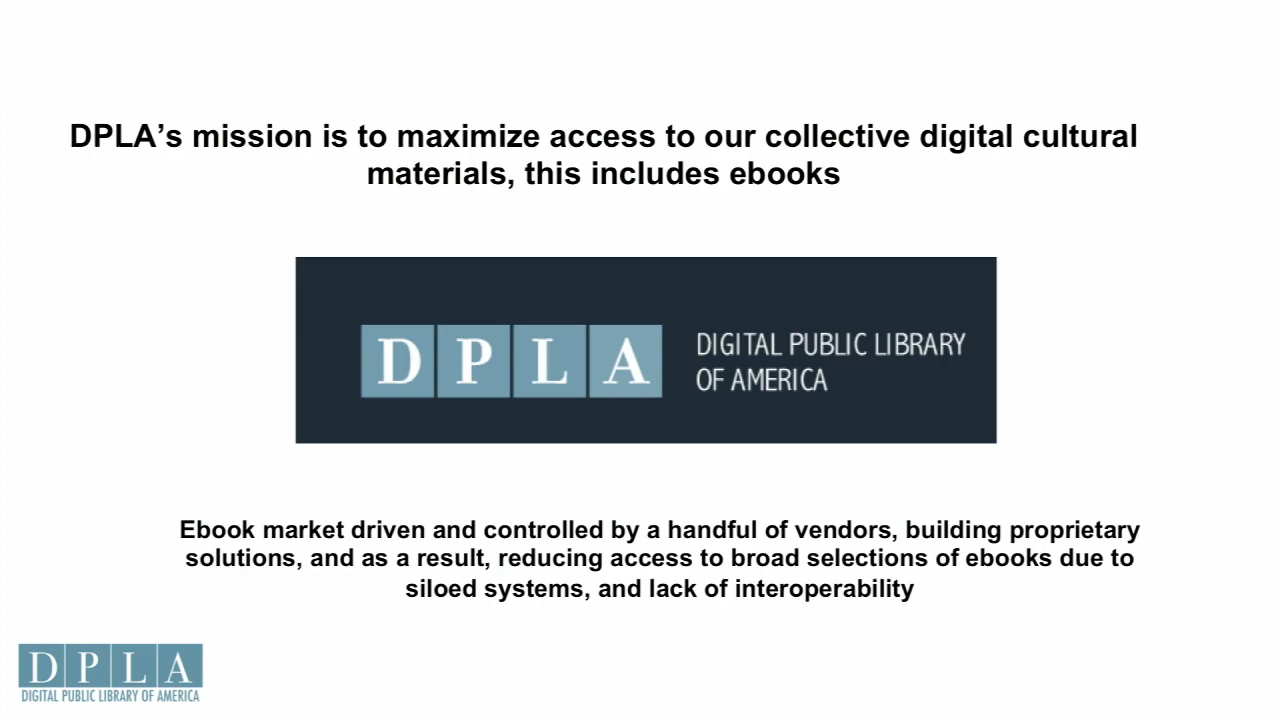 DPLA’s mission is to maximize access to our collective digital cultural
materials, this includes ebooks
DPLA
DIGITAL PUBLIC LIBRARY
OF AMERICA
Ebook market driven and controlled by a handful of vendors, building proprietary
solutions, and as a result, reducing access to broad selections of ebooks due to
siloed systems, and lack of interoperability
DPLA
DIGITAL PUBLIC LIBRARY OF AMERICA